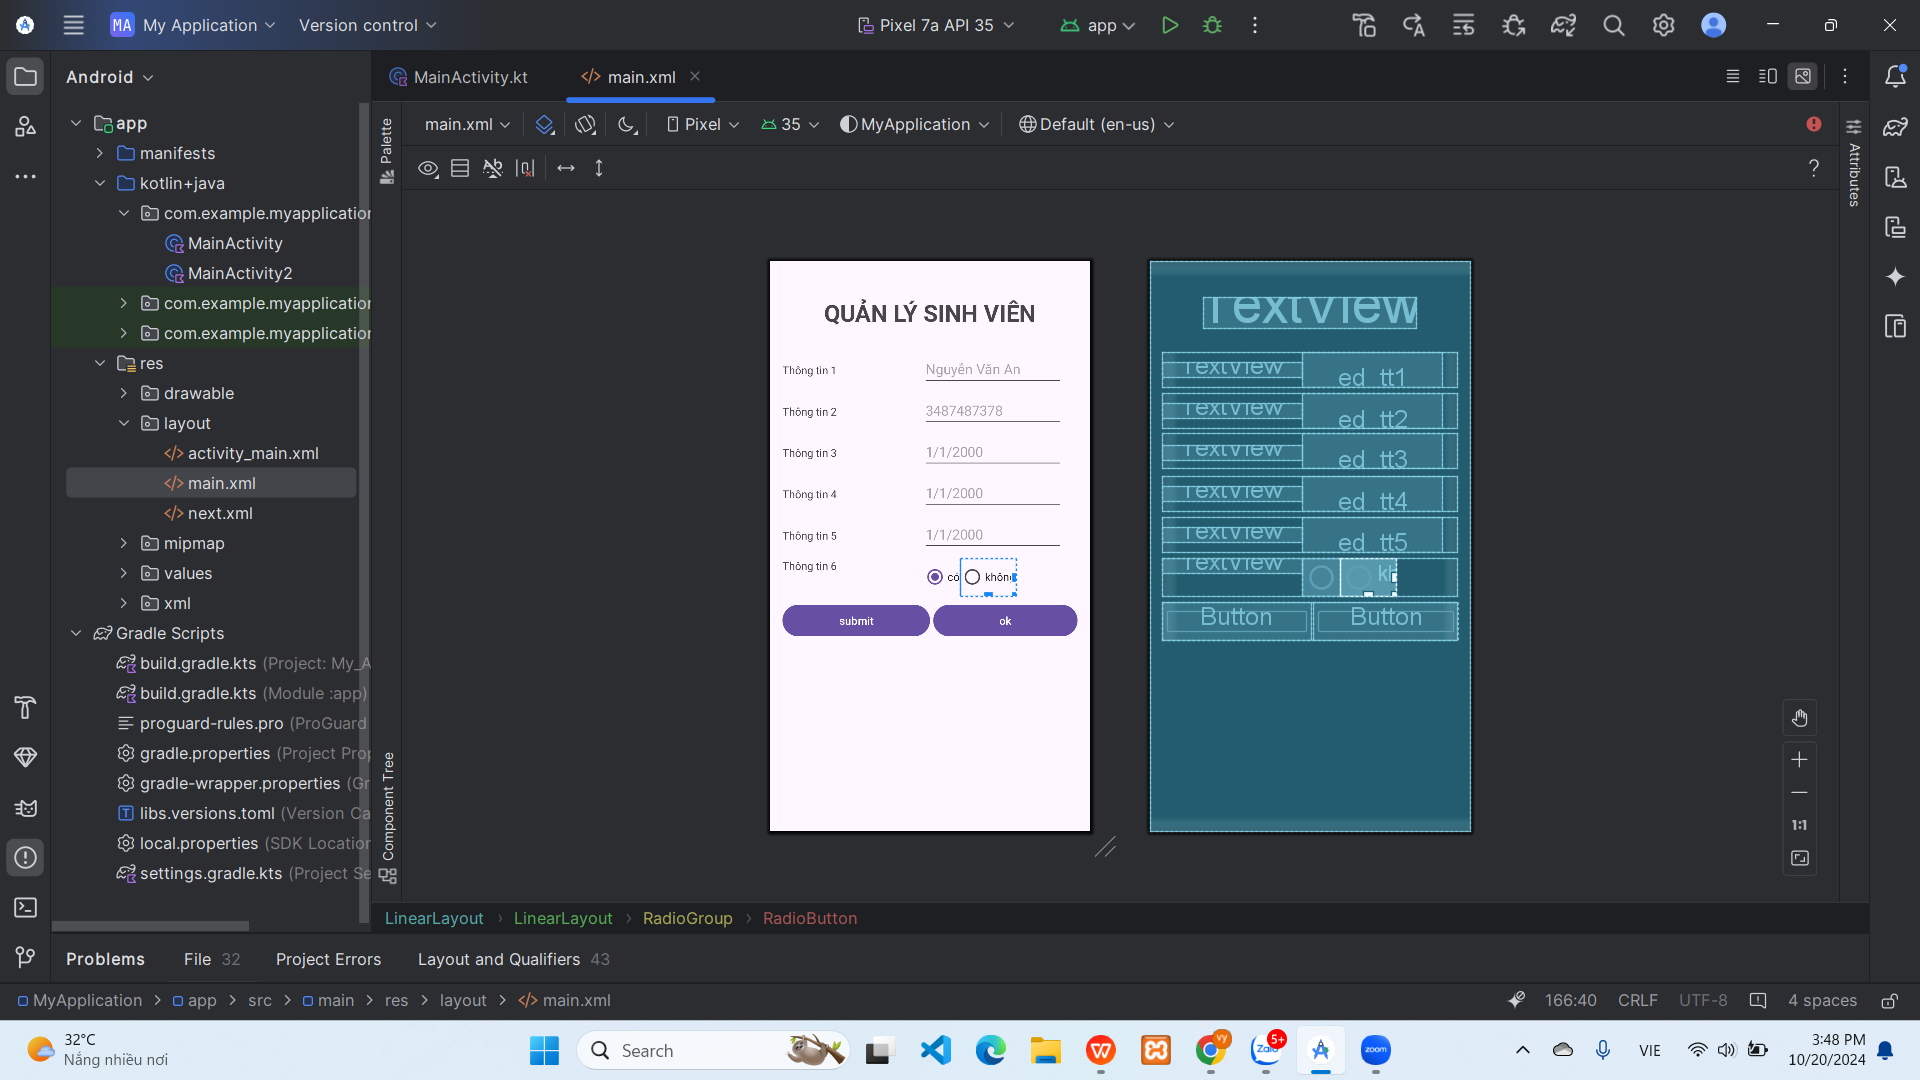 MA My Application Version control Pixel 7a API 35 app
Android
app
manifests
kotlin+java
com.example.myapplication
MainActivity
MainActivity2
com.example.myapplication
com.example.myapplication
res
drawable
layout
activity_main.xml
main.xml
next.xml
mipmap
values
xml
Gradle Scripts
build.gradle.kts (Project: My_A
build.gradle.kts (Module :app)
proguard-rules.pro (ProGuard
gradle.properties (Project Prop
gradle-wrapper.properties (Gr
libs.versions.toml (Version Ca
local.properties (SDK Location
settings.gradle.kts (Project Se
MainActivity.kt main.xml
Palette
Component Tree
main.xml Pixel 35 MyApplication Default (en-us)
Attributes
?
QUẢN LÝ SINH VIÊN
Thông tin 1 Nguyễn Văn An
Thông tin 2 3487487378
Thông tin 3 1/1/2000
Thông tin 4 1/1/2000
Thông tin 5 1/1/2000
Thông tin 6 có không
submit ok
TextView
TextView ed_tt1
TextView ed_tt2
TextView ed_tt3
TextView ed_tt4
TextView ed_tt5
TextView
Button Button
1:1
LinearLayout LinearLayout RadioGroup RadioButton
Problems File 32 Project Errors Layout and Qualifiers 43
MyApplication app src main res layout main.xml 166:40 CRLF UTF-8 4 spaces
32°C
Nắng nhiều nơi
Search
vy
Zalo 5+
zoom
VIE
3:48 PM
10/20/2024